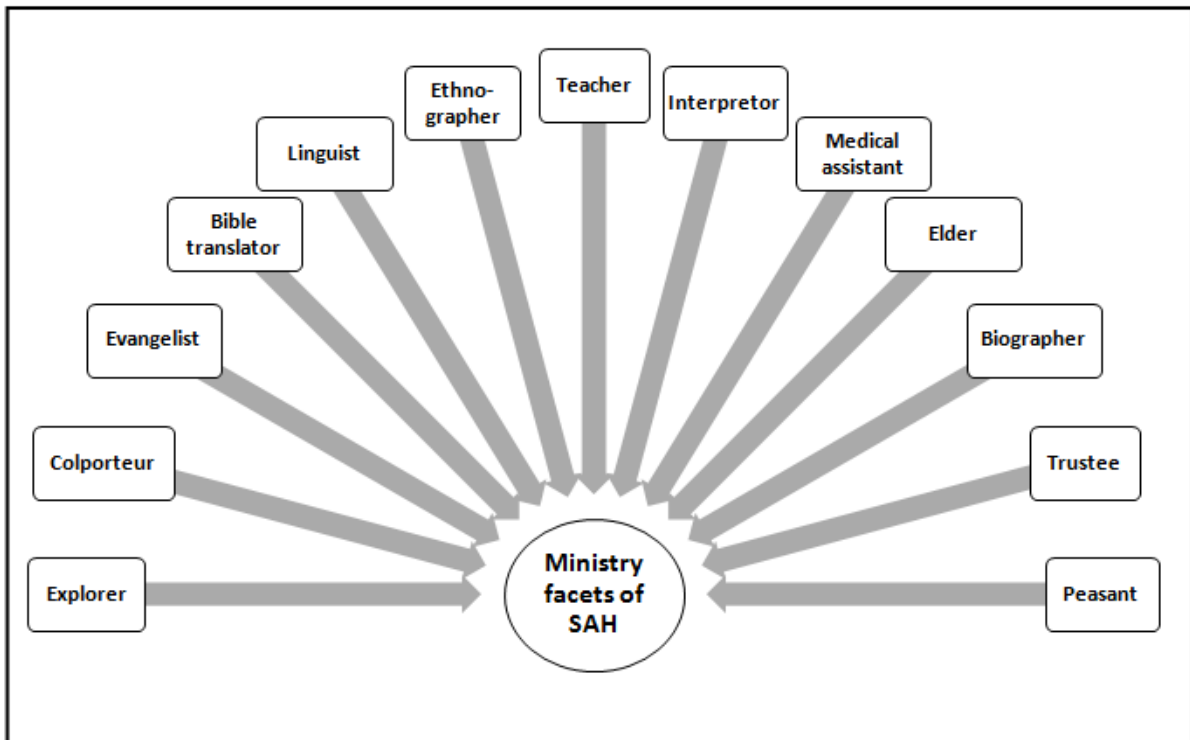 Explorer
Colporteur
Evangelist
Bible
translator
Linguist
Ethno-
grapher
Teacher
Interpretor
Medical
assistant
Elder
Biographer
Trustee
Peasant
Ministry
facets of
SAH